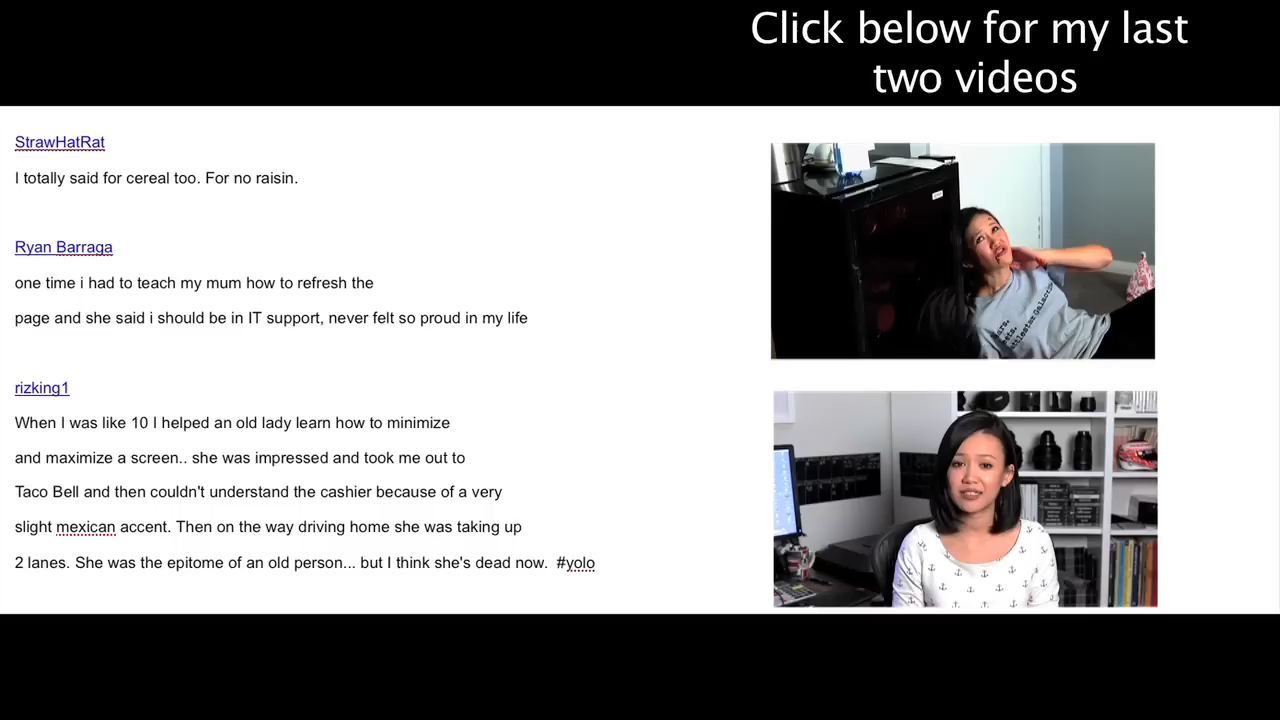 Click below for my last
two videos
StrawHatRat
I totally said for cereal too. For no raisin.
Ryan Barraga
one time i had to teach my mum how to refresh the
page and she said i should be in IT support, never felt so proud in my life
rizking1
When I was like 10 I helped an old lady learn how to minimize
and maximize a screen.. she was impressed and took me out to
Taco Bell and then couldn't understand the cashier because of a very
slight mexican accent. Then on the way driving home she was taking up
2 lanes. She was the epitome of an old person... but I think she's dead now. #yolo